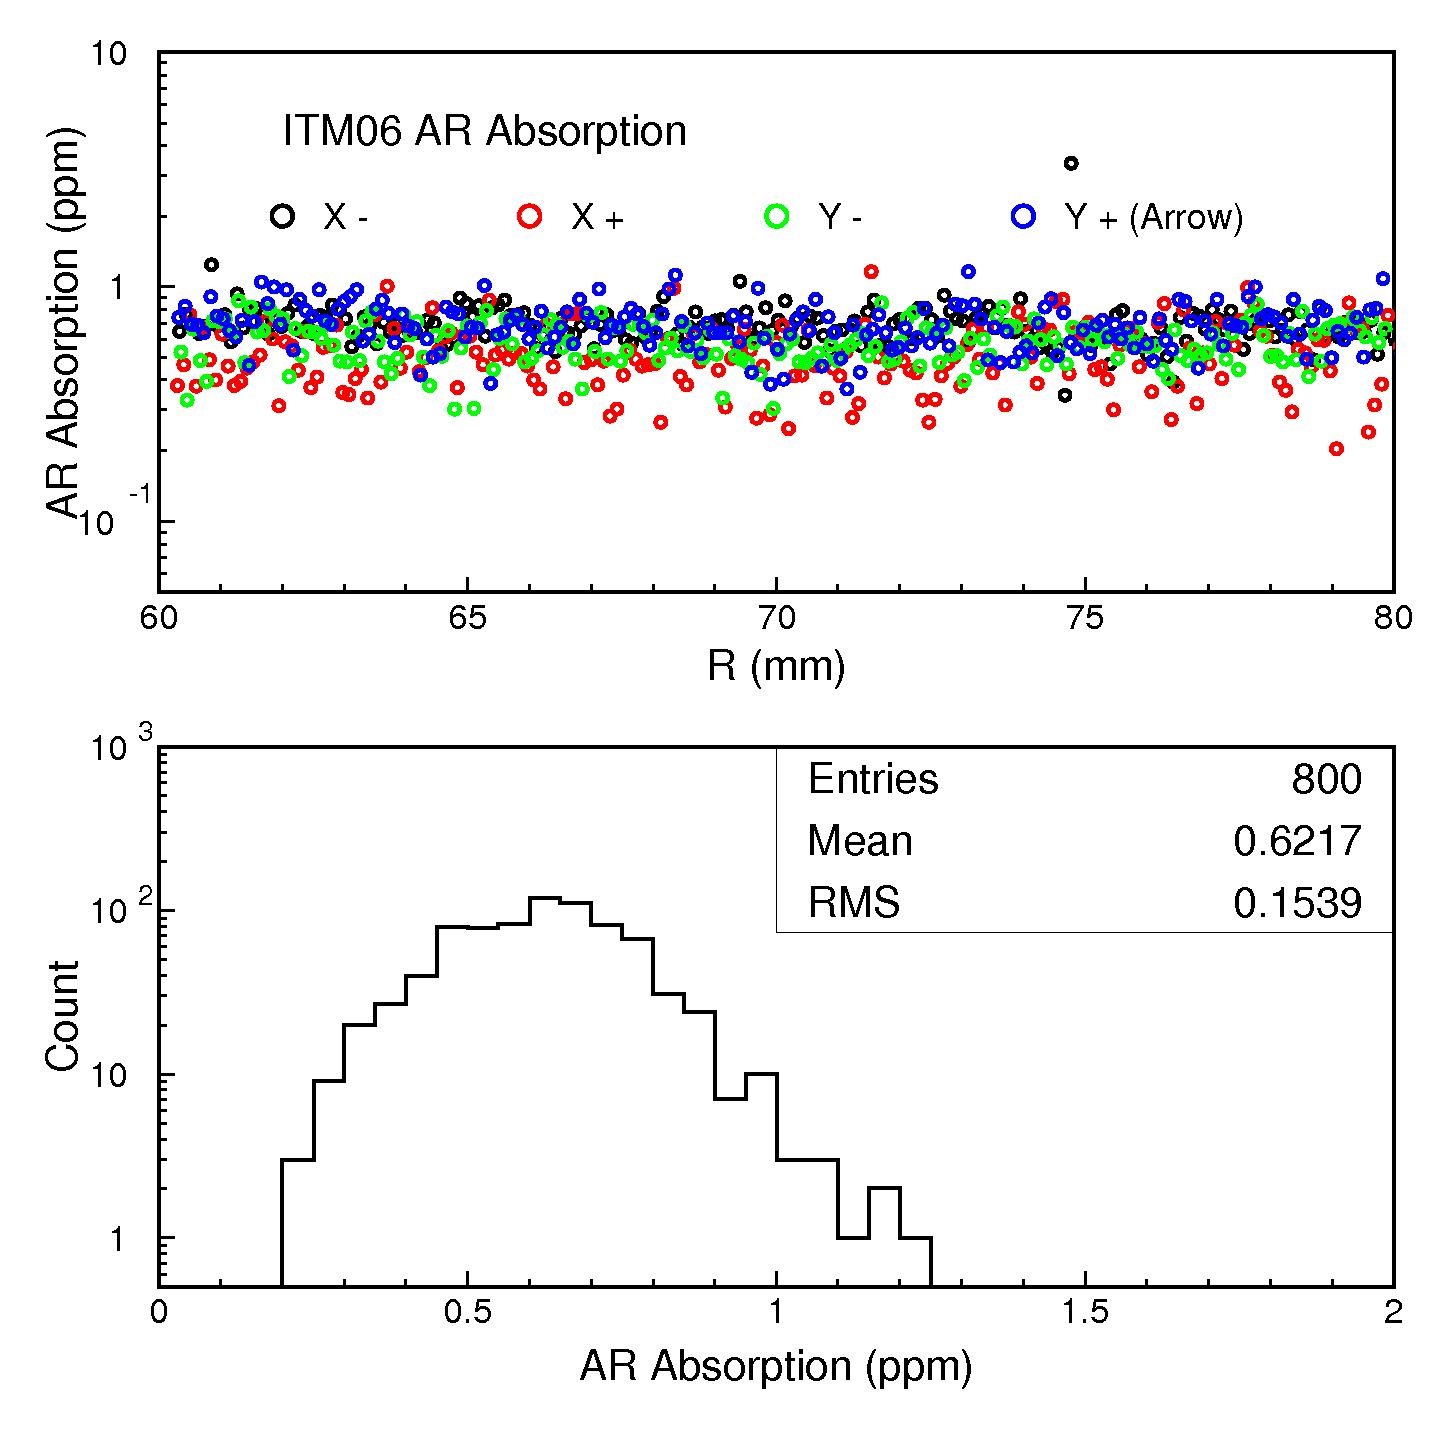 10
ITM06 AR Absorption
X - X + Y - Y + (Arrow)
1
10 -1
AR Absorption (ppm)
60 65 70 75 80
R (mm)
10 3
Entries 800
Mean 0.6217
RMS 0.1539
10 2
10
1
Count
0 0.5 1 1.5 2
AR Absorption (ppm)